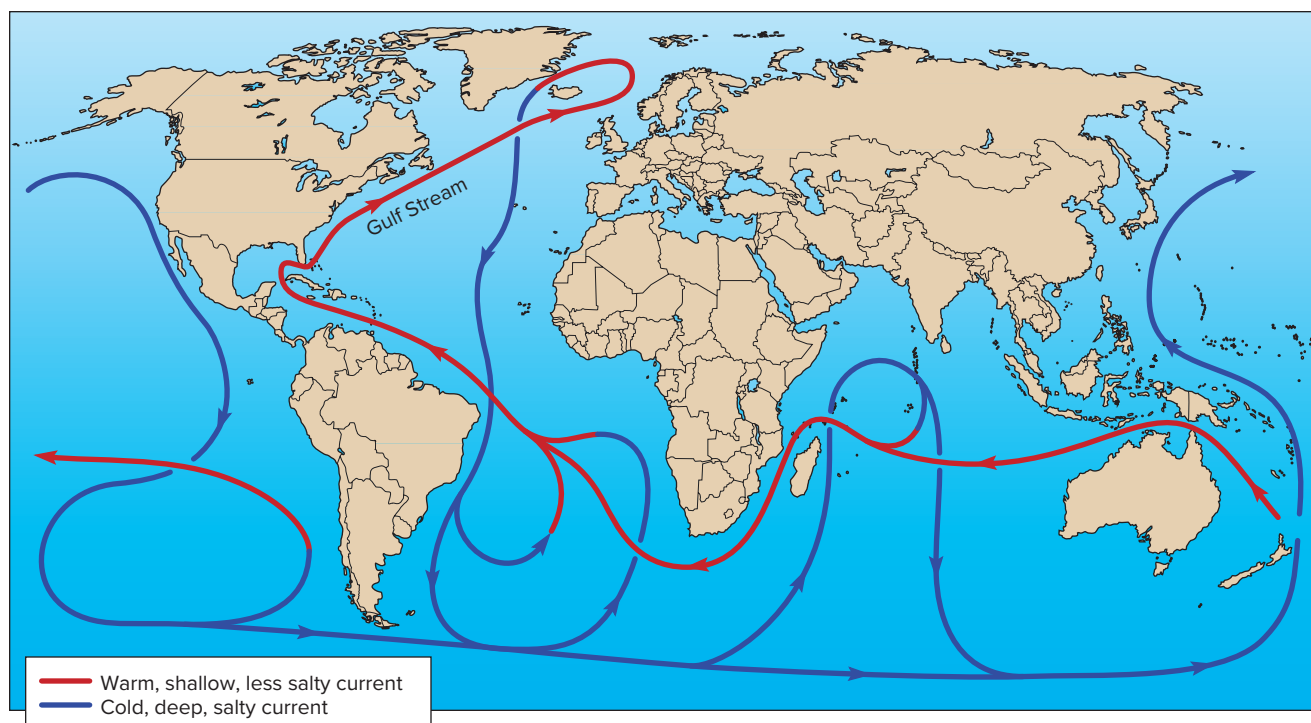 Gulf Stream
Warm, shallow, less salty current
Cold, deep, salty current